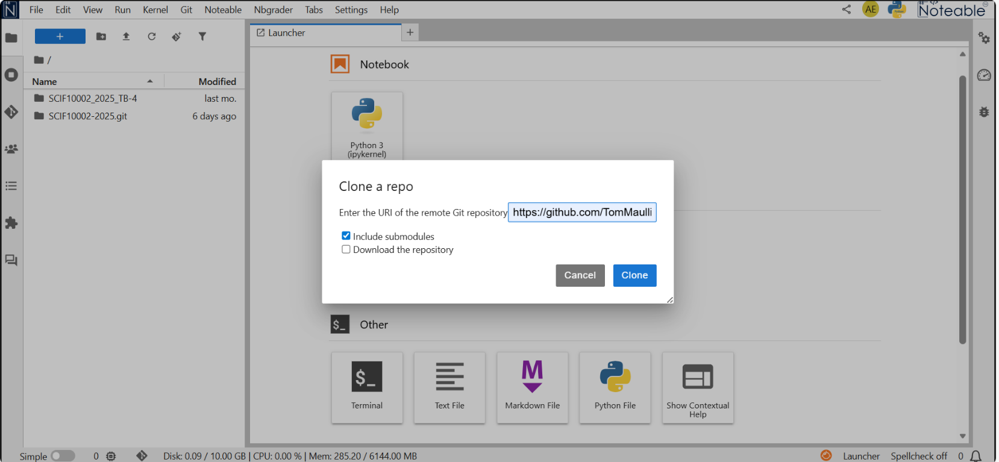 N File Edit View Run Kernel Git Noteable Nbgrader Tabs Settings Help AE Noteable
+
Launcher +
/
Name Modified
SCIF10002_2025_TB-4 last mo.
SCIF10002-2025.git 6 days ago
Notebook
Python 3
(ipykernel)
Clone a repo
Enter the URI of the remote Git repository https://github.com/TomMaulli
Include submodules
Download the repository
Cancel Clone
$_ Other
$_
M
Terminal Text File Markdown File Python File Show Contextual
Help
Simple 0 Disk: 0.09 / 10.00 GB | CPU: 0.00 % | Mem: 285.20 / 6144.00 MB Launcher Spellcheck off 0